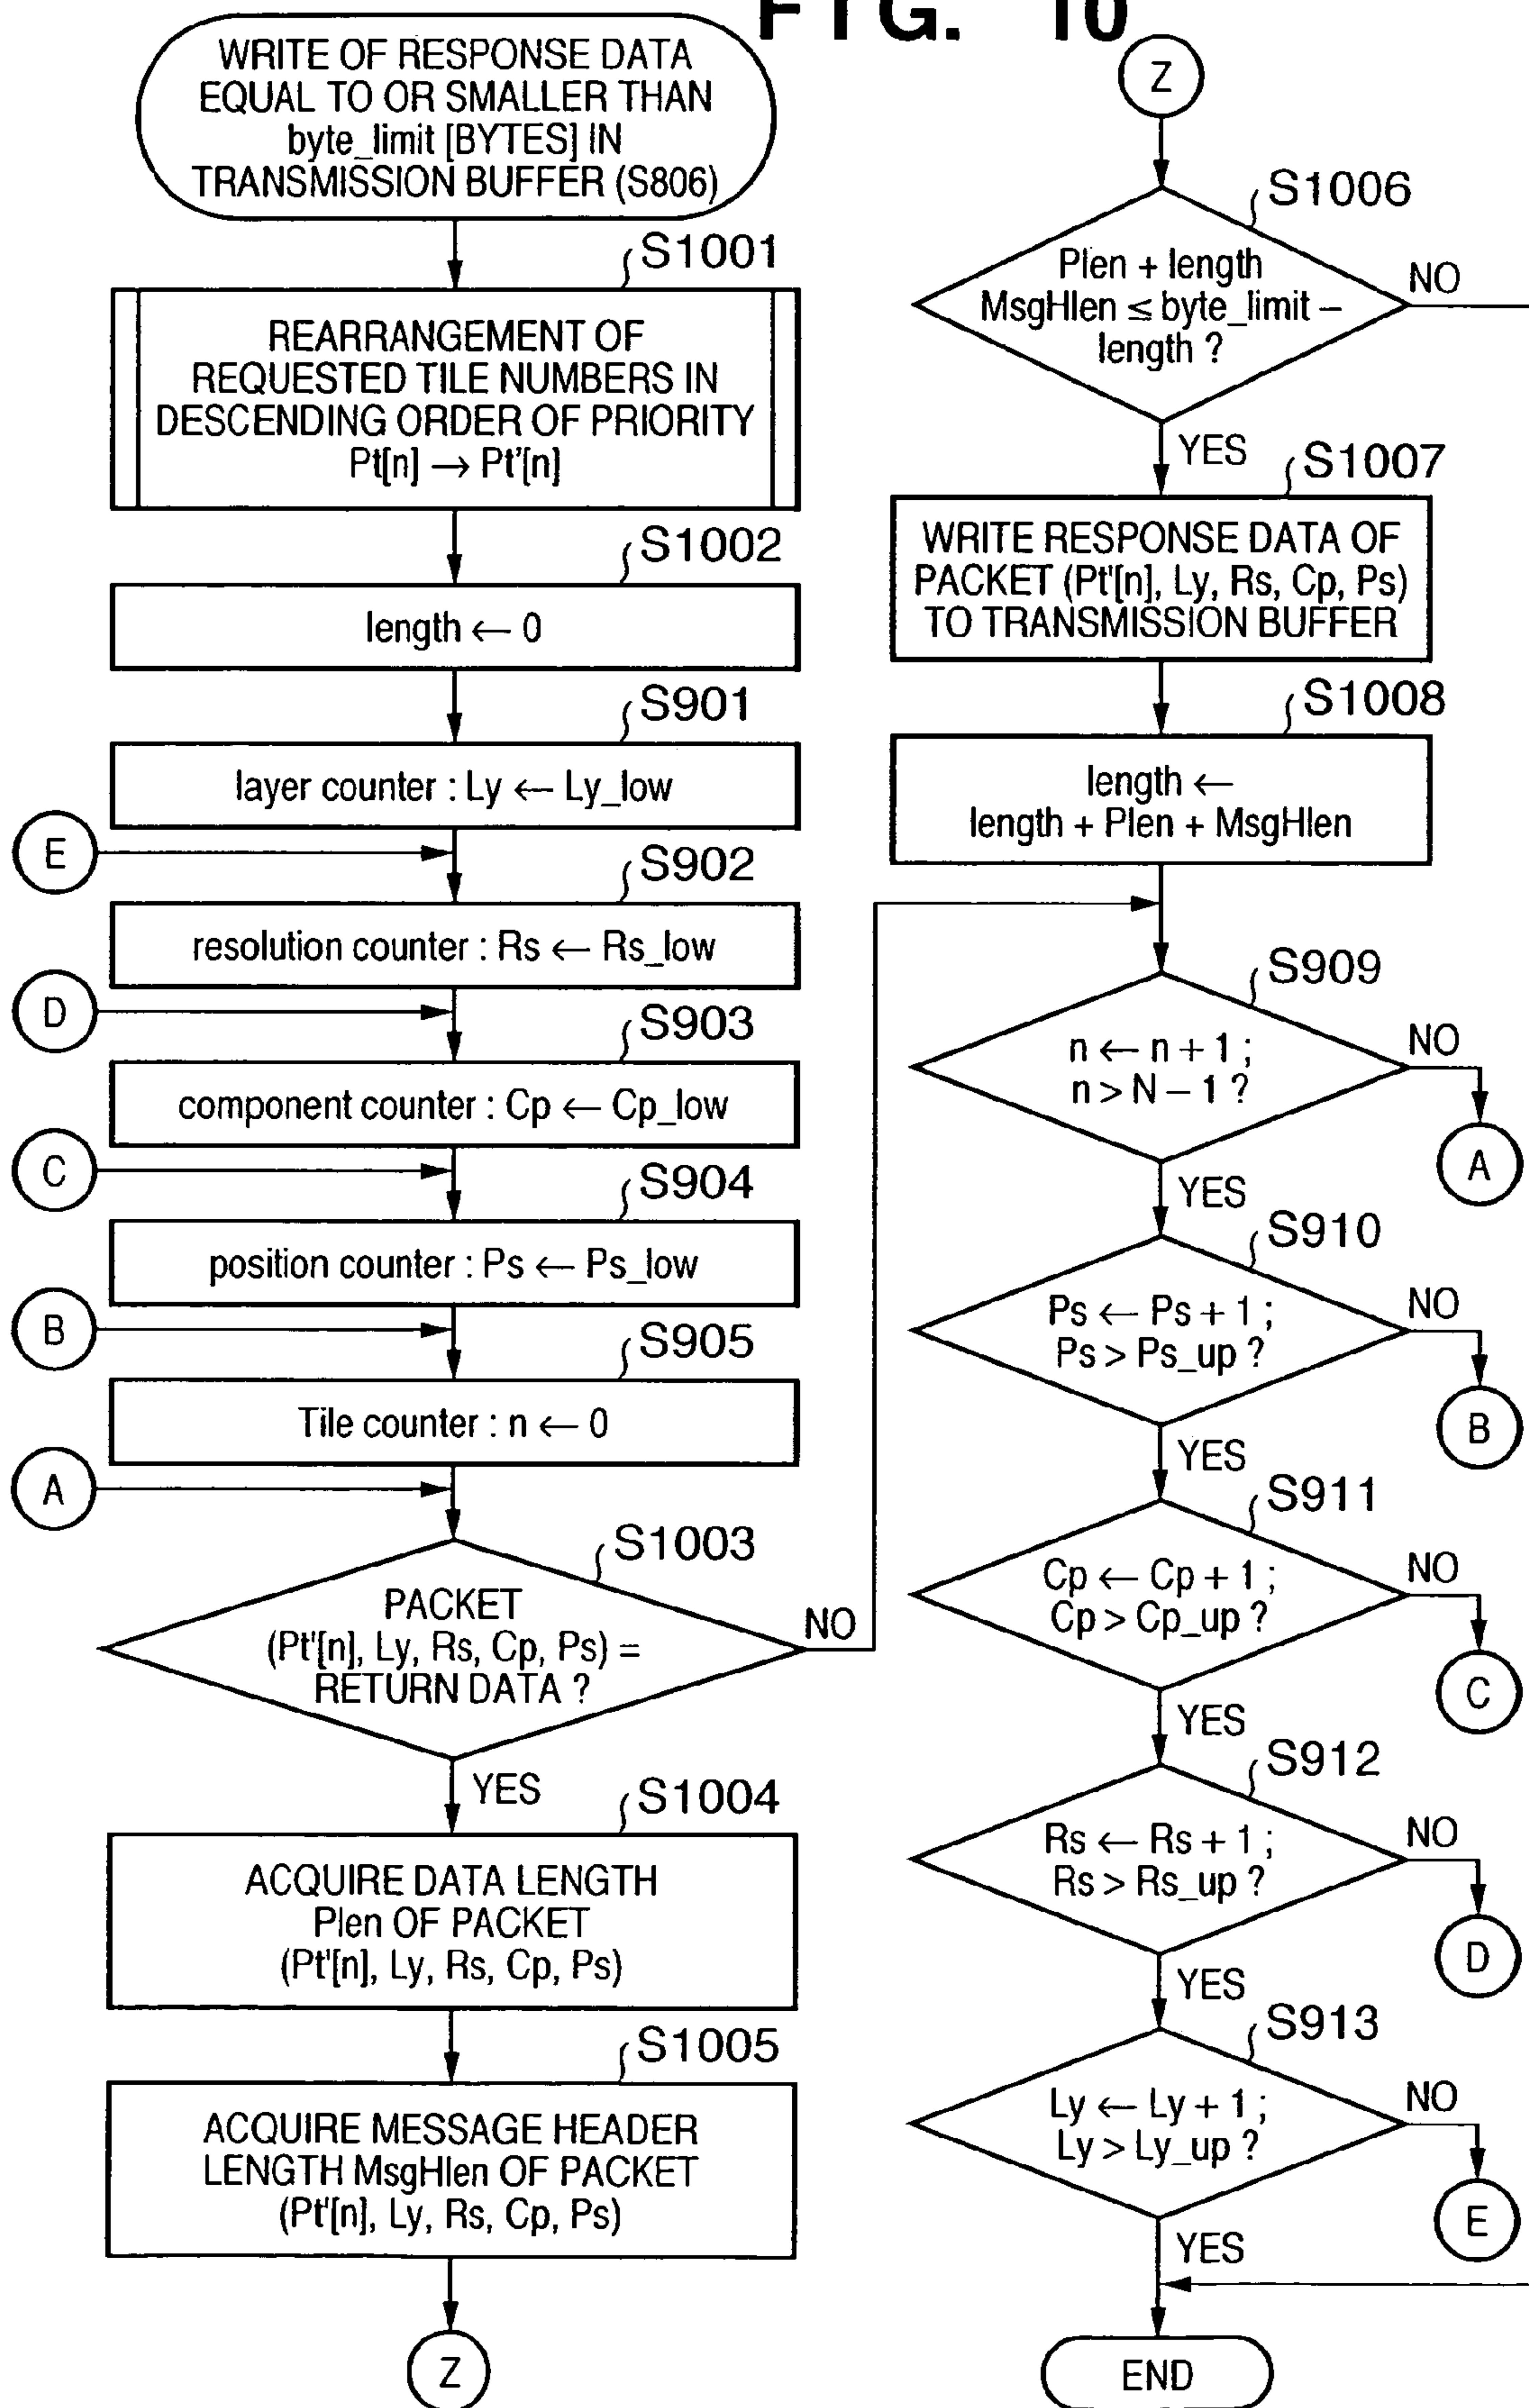 FIG. 10
WRITE OF RESPONSE DATA
EQUAL TO OR SMALLER THAN
byte_limit [BYTES] IN
TRANSMISSION BUFFER (S806)
S1001
REARRANGEMENT OF
REQUESTED TILE NUMBERS IN
DESCENDING ORDER OF PRIORITY
Pt[n] → Pt'[n]
S1002
length ← 0
S901
layer counter : Ly ← Ly_low
E
S902
resolution counter : Rs ← Rs_low
D
S903
component counter : Cp ← Cp_low
C
S904
position counter : Ps ← Ps_low
B
S905
Tile counter : n ← 0
A
S1003
PACKET
(Pt'[n], Ly, Rs, Cp, Ps) =
RETURN DATA ?
NO
YES
S1004
ACQUIRE DATA LENGTH
Plen OF PACKET
(Pt'[n], Ly, Rs, Cp, Ps)
S1005
ACQUIRE MESSAGE HEADER
LENGTH MsgHlen OF PACKET
(Pt'[n], Ly, Rs, Cp, Ps)
Z
Z
S1006
Plen + length
MsgHlen ≤ byte_limit –
length ?
NO
YES
S1007
WRITE RESPONSE DATA OF
PACKET (Pt'[n], Ly, Rs, Cp, Ps)
TO TRANSMISSION BUFFER
S1008
length ←
length + Plen + MsgHlen
S909
n ← n + 1 ;
n > N – 1 ?
NO
A
YES
S910
Ps ← Ps + 1 ;
Ps > Ps_up ?
NO
B
YES
S911
Cp ← Cp + 1 ;
Cp > Cp_up ?
NO
C
YES
S912
Rs ← Rs + 1 ;
Rs > Rs_up ?
NO
D
YES
S913
Ly ← Ly + 1 ;
Ly > Ly_up ?
NO
E
YES
END